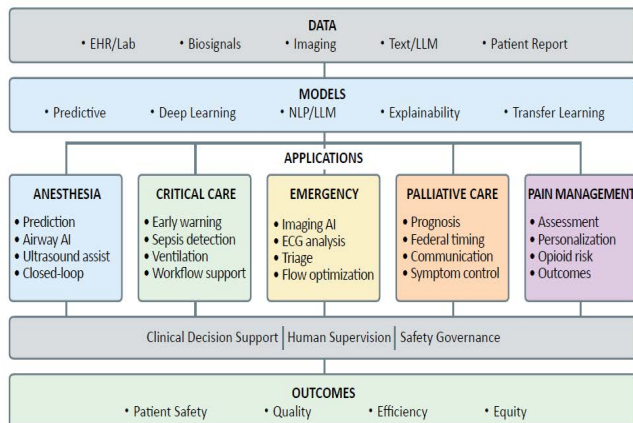 DATA
• EHR/Lab • Biosignals • Imaging • Text/LLM • Patient Report
MODELS
• Predictive • Deep Learning • NLP/LLM • Explainability • Transfer Learning
APPLICATIONS
ANESTHESIA
• Prediction
• Airway AI
• Ultrasound assist
• Closed-loop
CRITICAL CARE
• Early warning
• Sepsis detection
• Ventilation
• Workflow support
EMERGENCY
• Imaging AI
• ECG analysis
• Triage
• Flow optimization
PALLIATIVE CARE
• Prognosis
• Federal timing
• Communication
• Symptom control
PAIN MANAGEMENT
• Assessment
• Personalization
• Opioid risk
• Outcomes
Clinical Decision Support | Human Supervision | Safety Governance
OUTCOMES
• Patient Safety • Quality • Efficiency • Equity